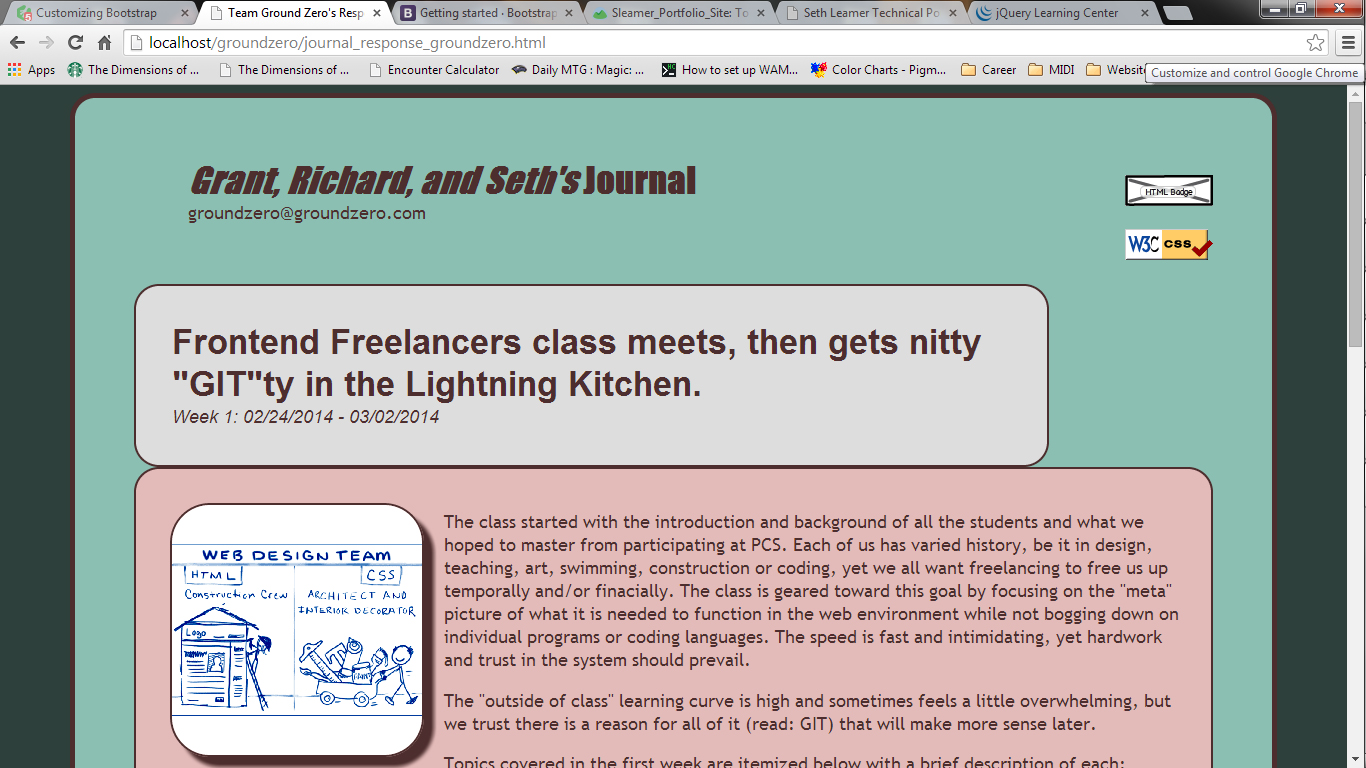 Customizing Bootstrap
Team Ground Zero's Resp
Getting started · Bootstrap
Sleamer_Portfolio_Site: To
Seth Learner Technical Po
jQuery Learning Center
localhost/groundzero/journal_response_groundzero.html
Apps
The Dimensions of ...
The Dimensions of ...
Encounter Calculator
Daily MTG : Magic: ...
How to set up WAM...
Color Charts - Pigm...
Career
MIDI
Website
Customize and control Google Chrome
Grant, Richard, and Seth's Journal
groundzero@groundzero.com
HTML Badge
W3C css
Frontend Freelancers class meets, then gets nitty
"GIT"ty in the Lightning Kitchen.
Week 1: 02/24/2014 - 03/02/2014
WEB DESIGN TEAM
HTML
CSS
Construction Crew
ARCHITECT AND
INTERIOR DECORATOR
Logo
The class started with the introduction and background of all the students and what we
hoped to master from participating at PCS. Each of us has varied history, be it in design,
teaching, art, swimming, construction or coding, yet we all want freelancing to free us up
temporally and/or finacially. The class is geared toward this goal by focusing on the "meta"
picture of what it is needed to function in the web environment while not bogging down on
individual programs or coding languages. The speed is fast and intimidating, yet hardwork
and trust in the system should prevail.
The "outside of class" learning curve is high and sometimes feels a little overwhelming, but
we trust there is a reason for all of it (read: GIT) that will make more sense later.
Topics covered in the first week are itemized below with a brief description of each: